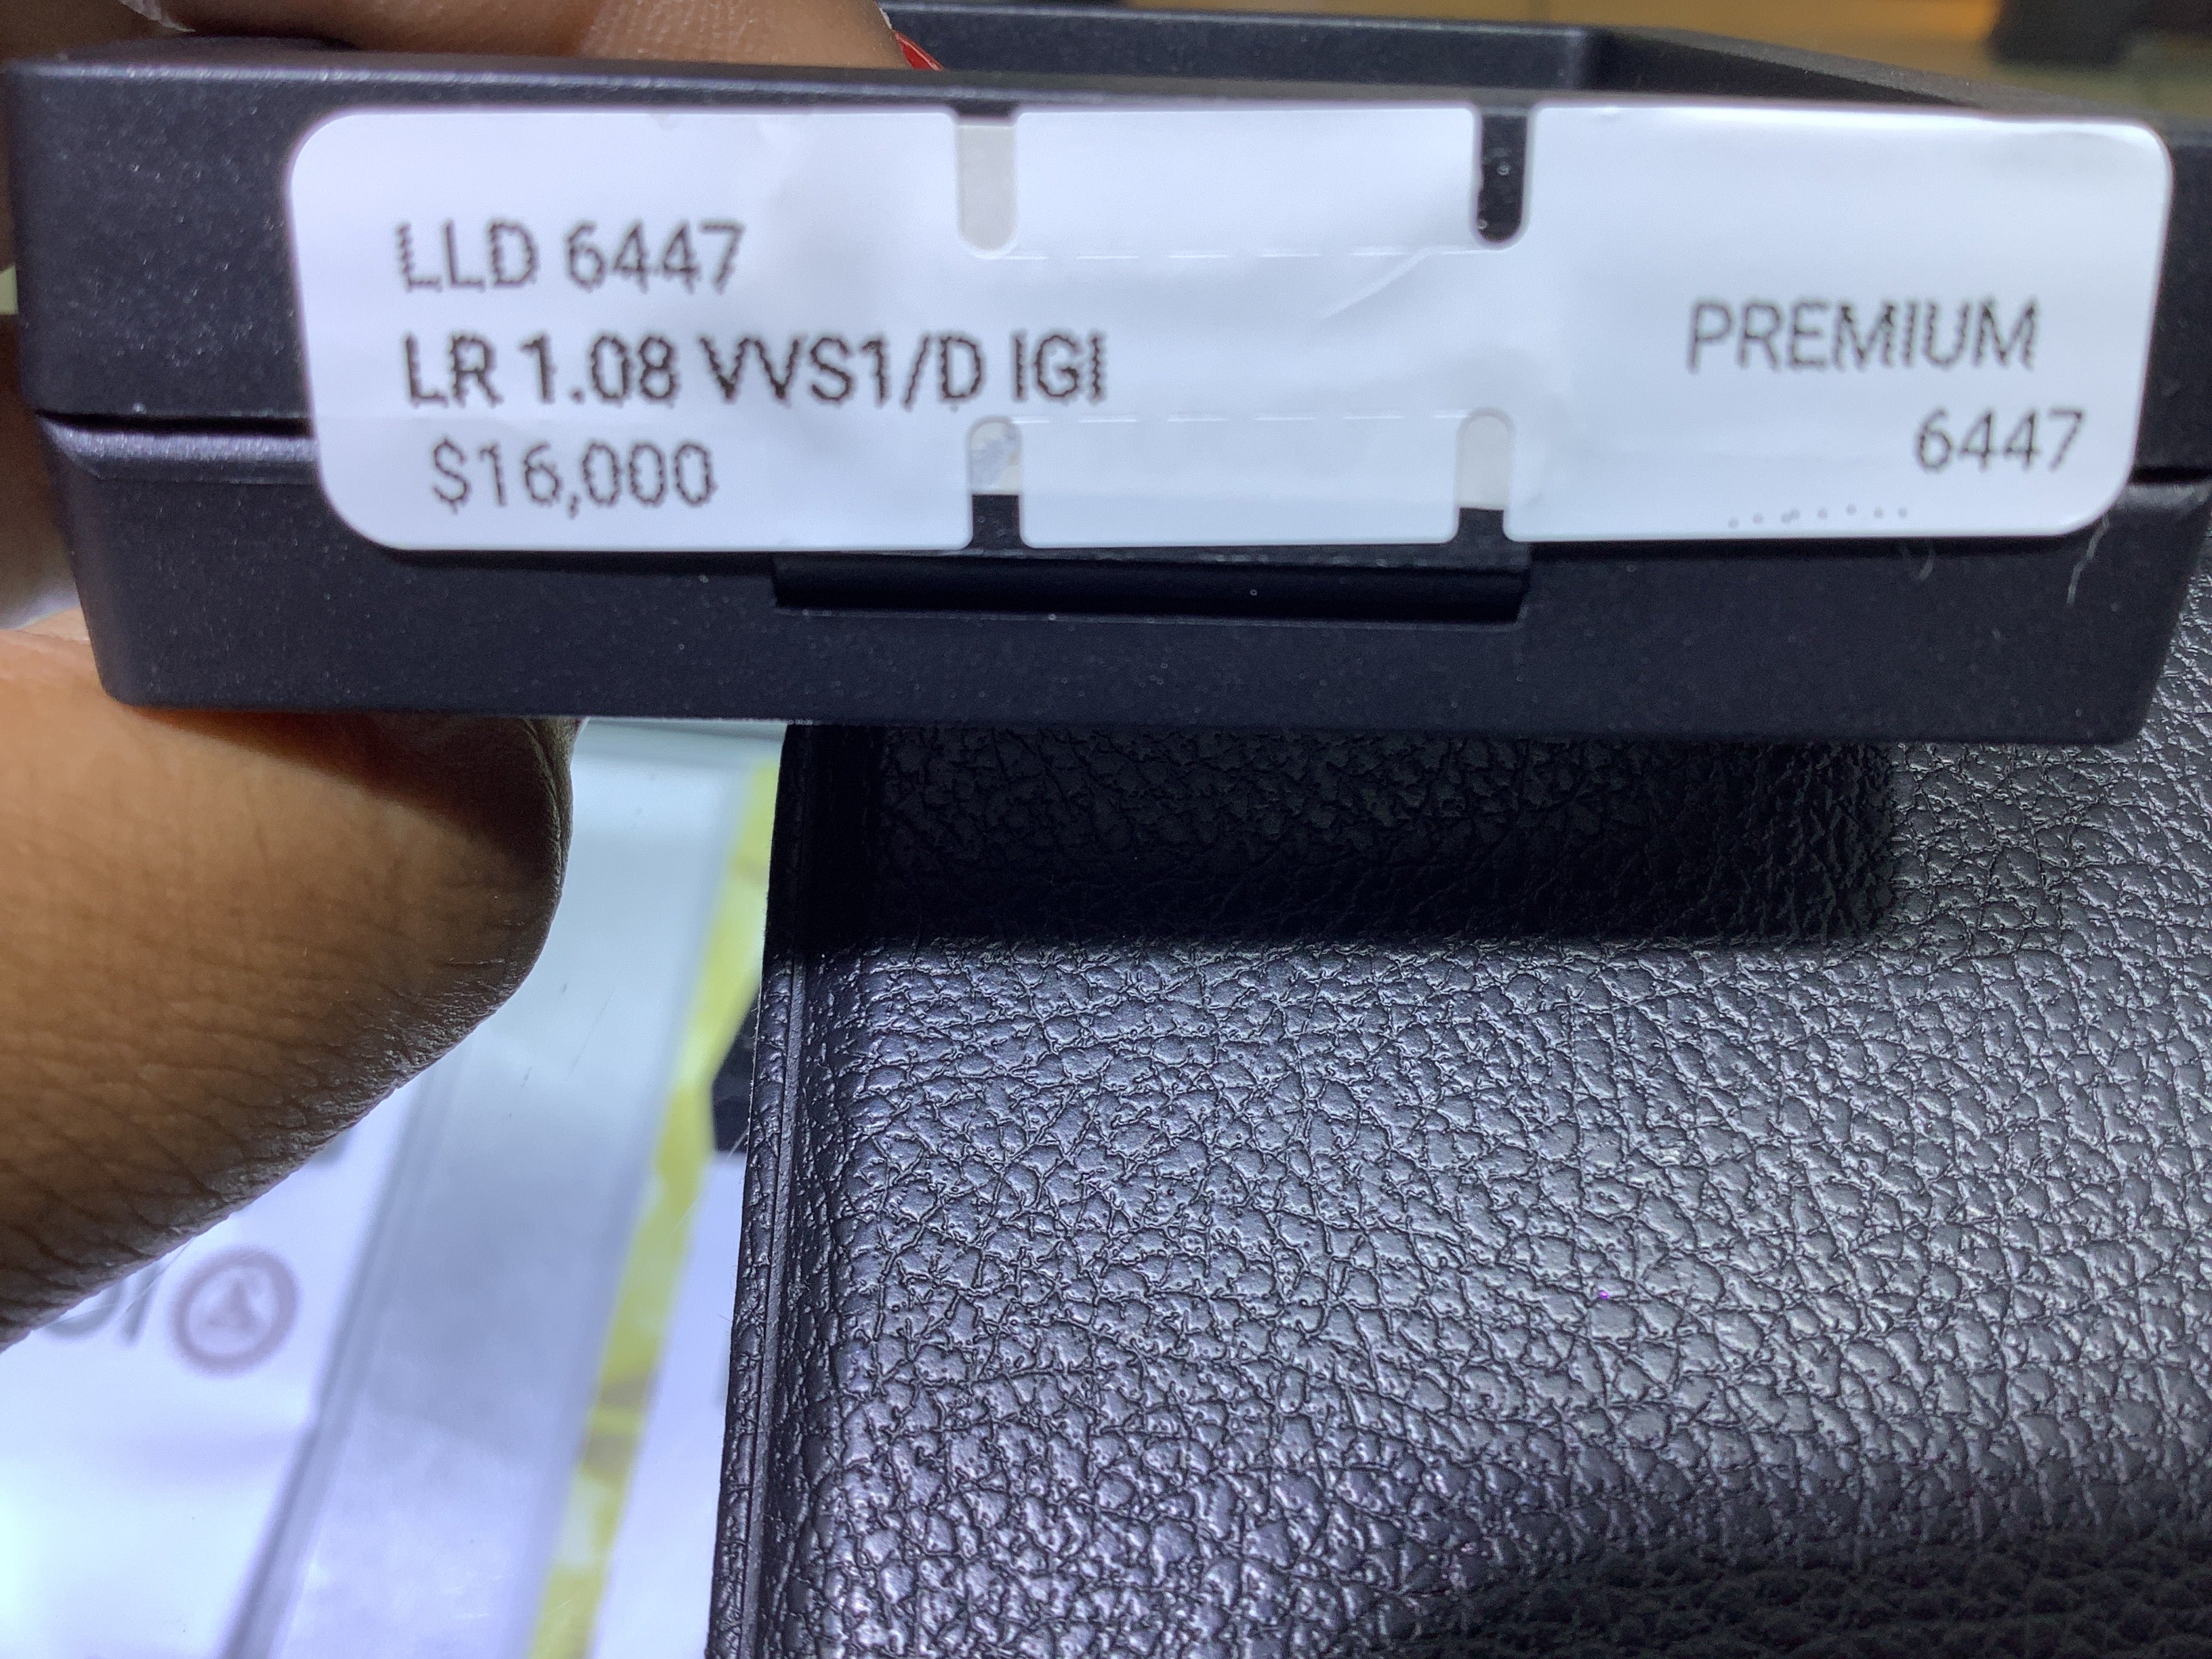 LLD 6447
LR 1.08 VVS1/D IGI
$16,000
PREMIUM
6447